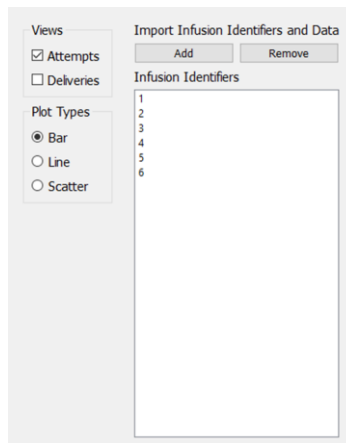 Views
Attempts
Deliveries
Plot Types
Bar
Line
Scatter
Import Infusion Identifiers and Data
Add Remove
Infusion Identifiers
1
2
3
4
5
6